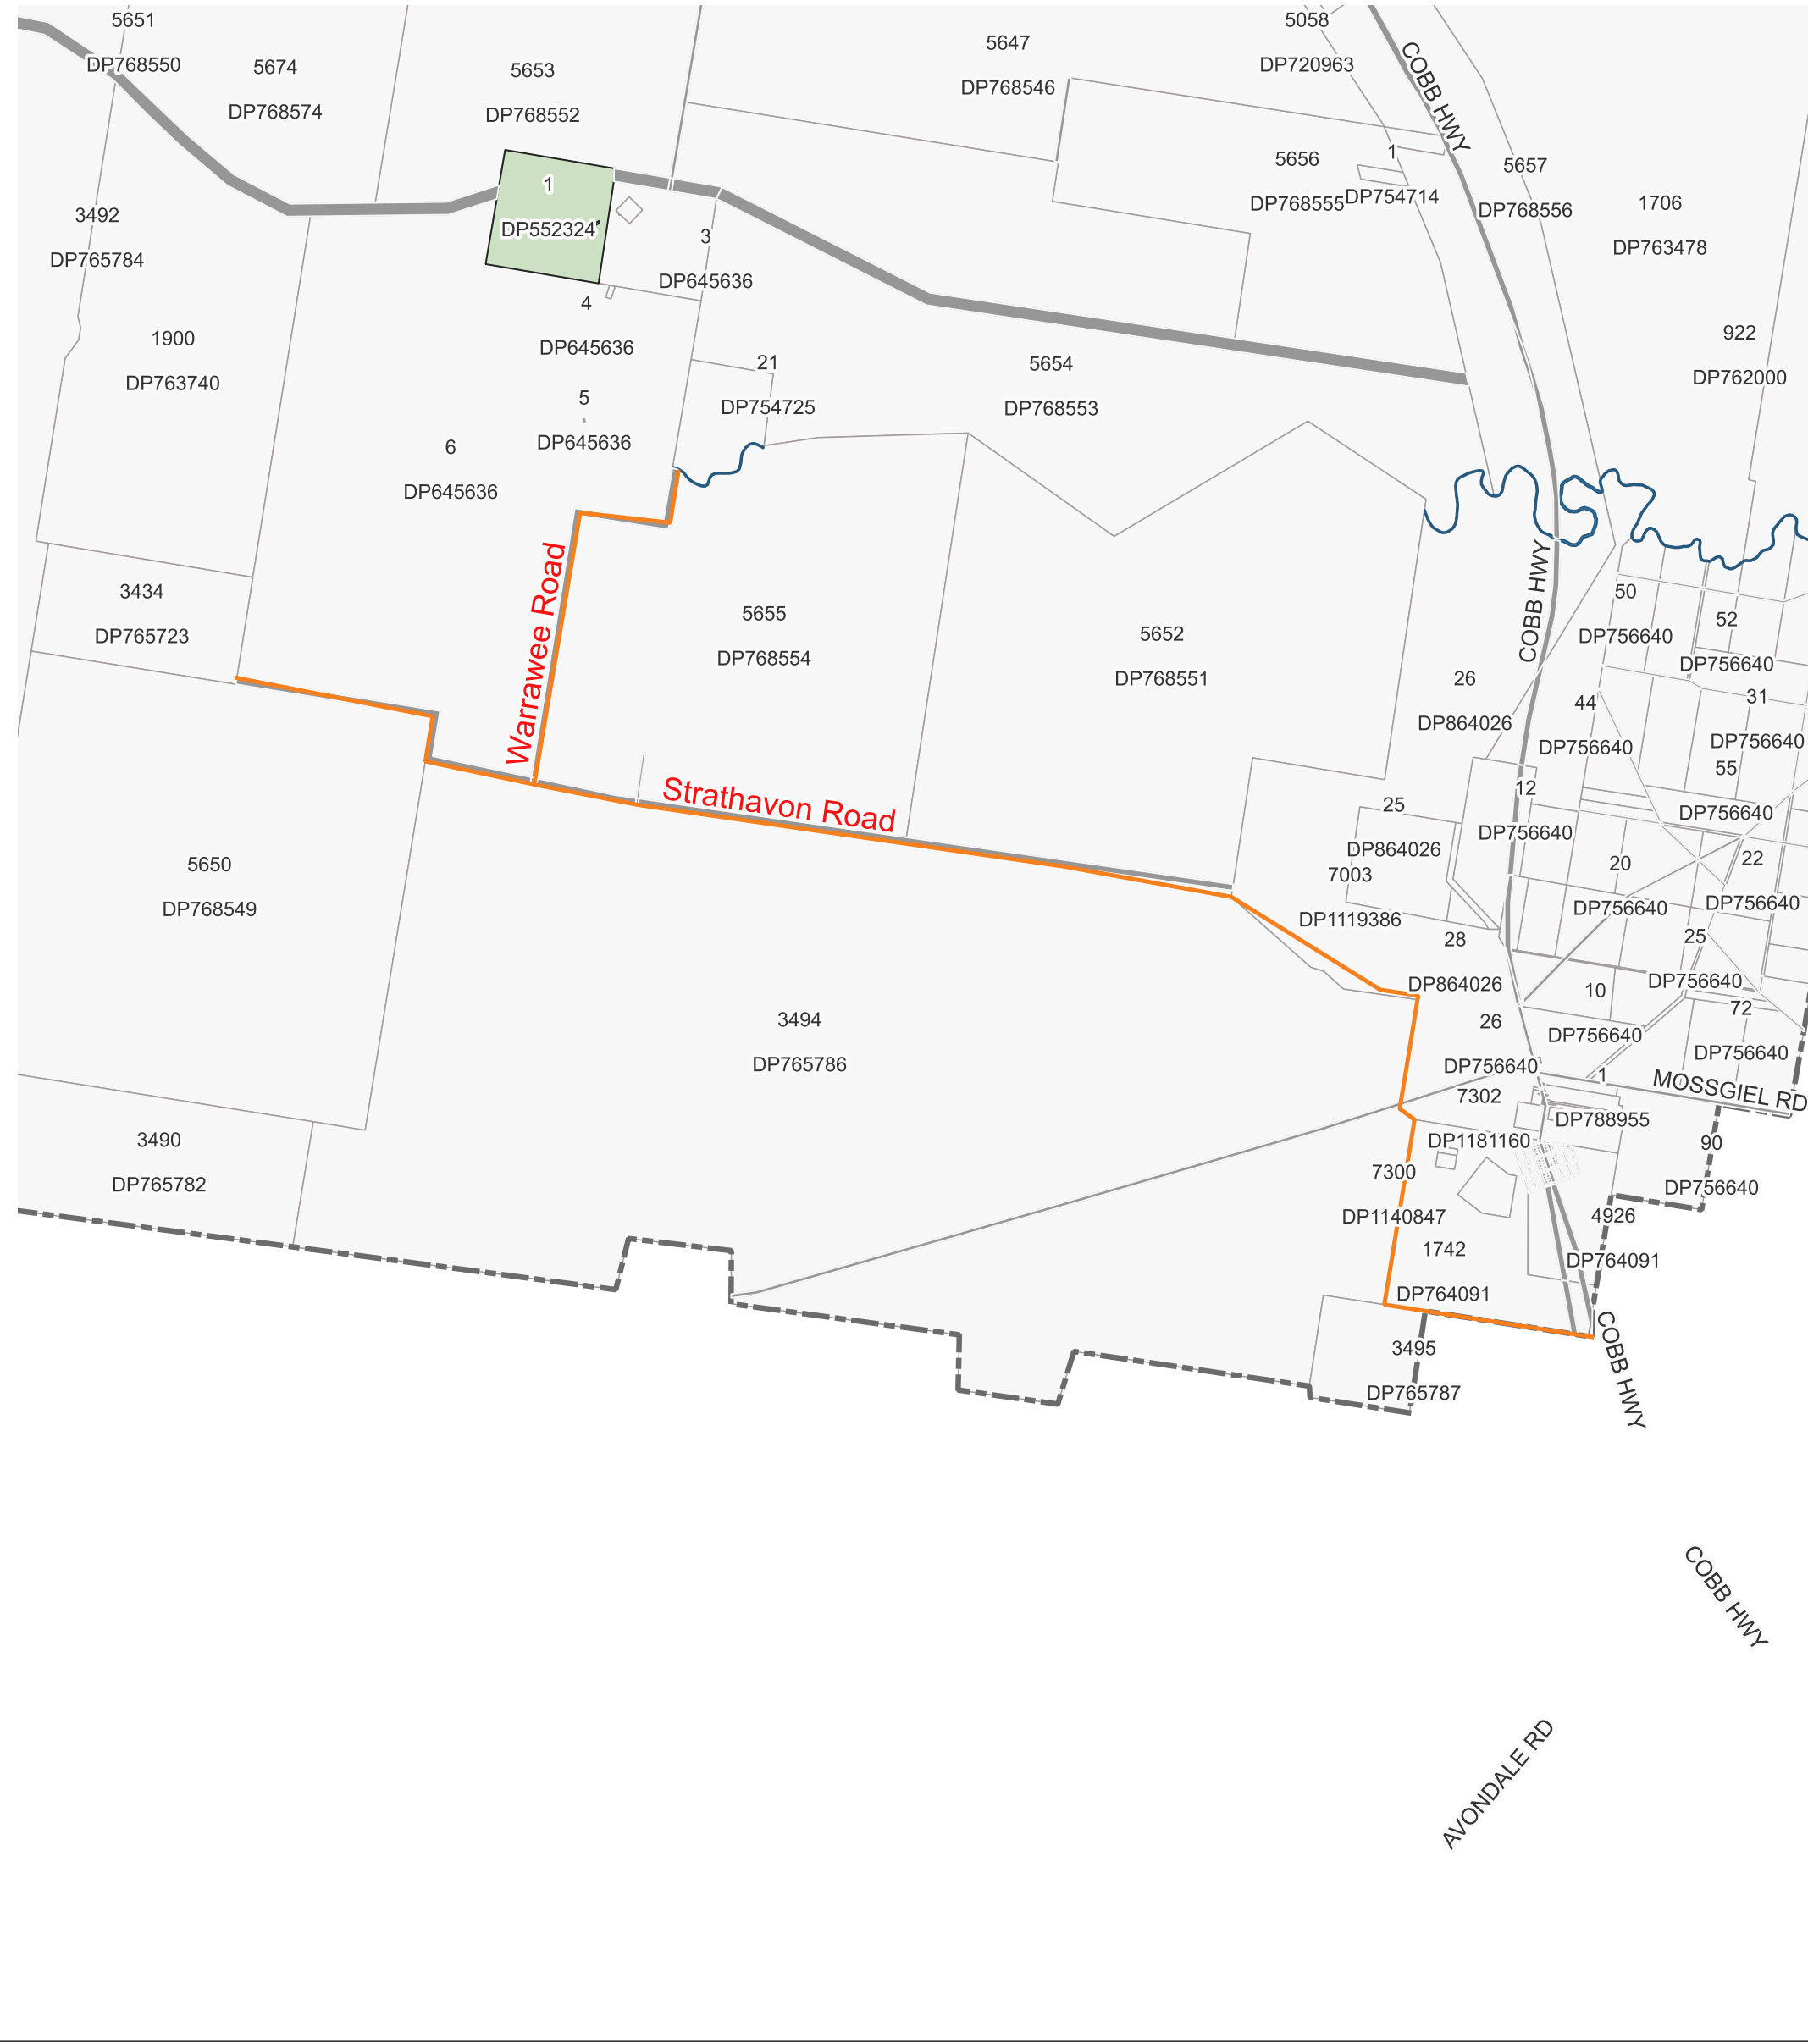 5651
DP768550
5674
DP768574
5653
DP768552
5647
DP768546
5058
DP720963
COBB HWY
1
DP552324
3492
DP765784
3
DP645636
5656
DP768555
1
DP754714
5657
DP768556
1706
DP763478
4
DP645636
1900
DP763740
21
DP754725
5654
DP768553
922
DP762000
5
DP645636
6
DP645636
3434
DP765723
Warrawee Road
5655
DP768554
5652
DP768551
COBB HWY
50
DP756640
52
DP756640
26
DP864026
44
DP756640
31
DP756640
55
DP756640
12
DP756640
Strathavon Road
25
DP864026
5650
DP768549
7003
DP1119386
20
DP756640
22
DP756640
28
DP864026
25
DP756640
10
DP756640
72
DP756640
3494
DP765786
26
DP756640
1
DP788955
MOSSGIEL RD
7302
DP1181160
3490
DP765782
90
DP756640
7300
DP1140847
4926
DP764091
1742
DP764091
3495
DP765787
COBB HWY
COBB HWY
AVONDALE RD